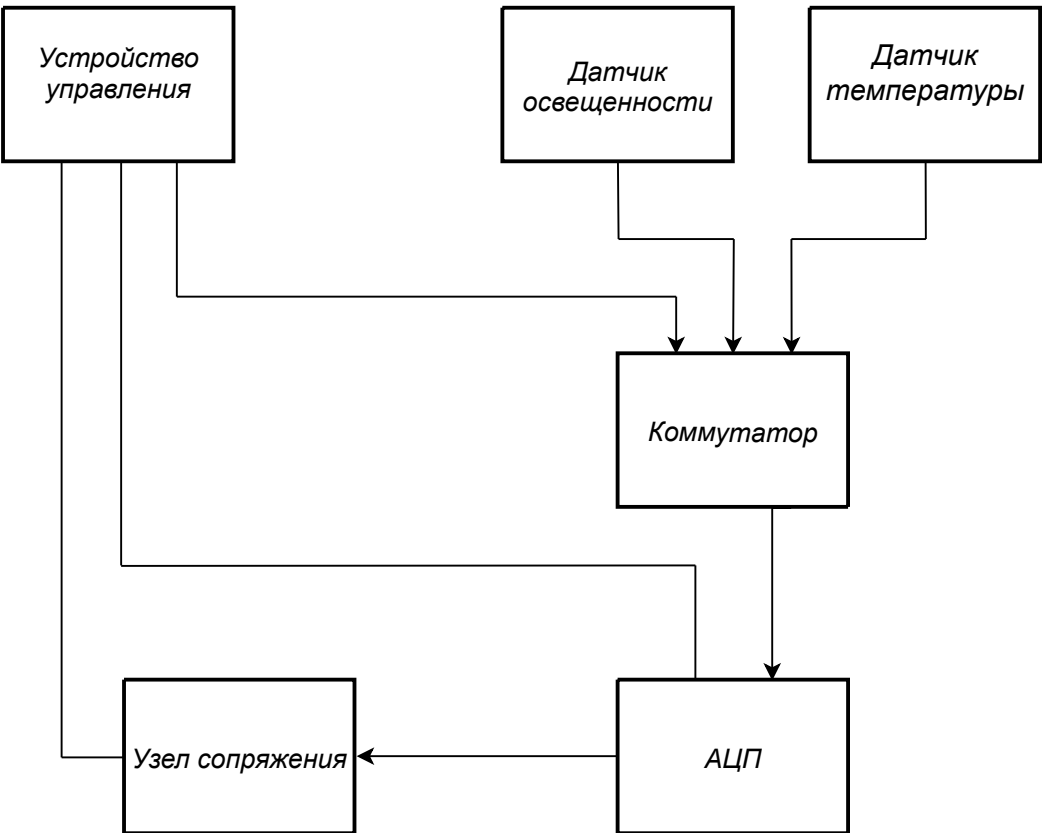 Устройство
управления
Датчик
освещенности
Датчик
температуры
Коммутатор
Узел сопряжения
АЦП